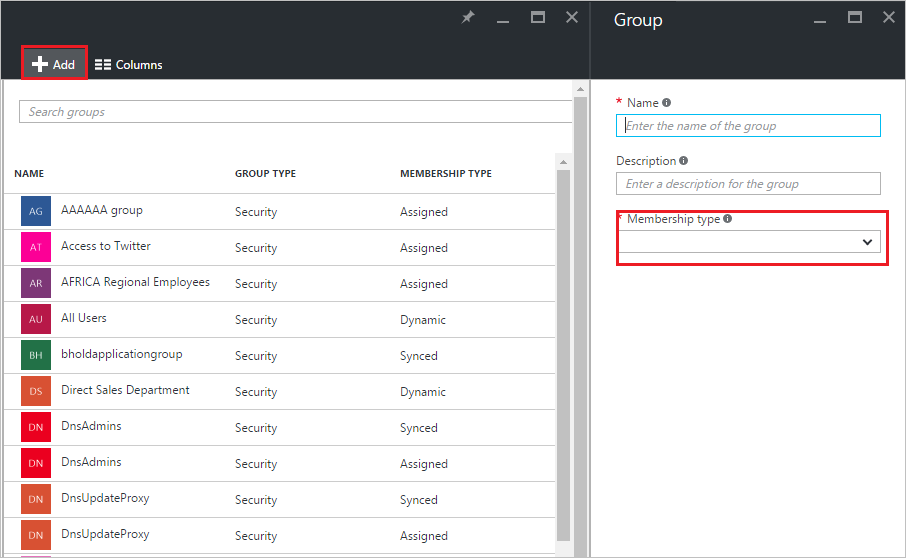 Group
Add
Columns
Search groups
NAME GROUP TYPE MEMBERSHIP TYPE
AG AAAAAA group Security Assigned
AT Access to Twitter Security Assigned
AR AFRICA Regional Employees Security Assigned
AU All Users Security Dynamic
BH bholdapplicationgroup Security Synced
DS Direct Sales Department Security Dynamic
DN DnsAdmins Security Synced
DN DnsAdmins Security Assigned
DN DnsUpdateProxy Security Synced
DN DnsUpdateProxy Security Assigned
* Name
Enter the name of the group
Description
Enter a description for the group
* Membership type